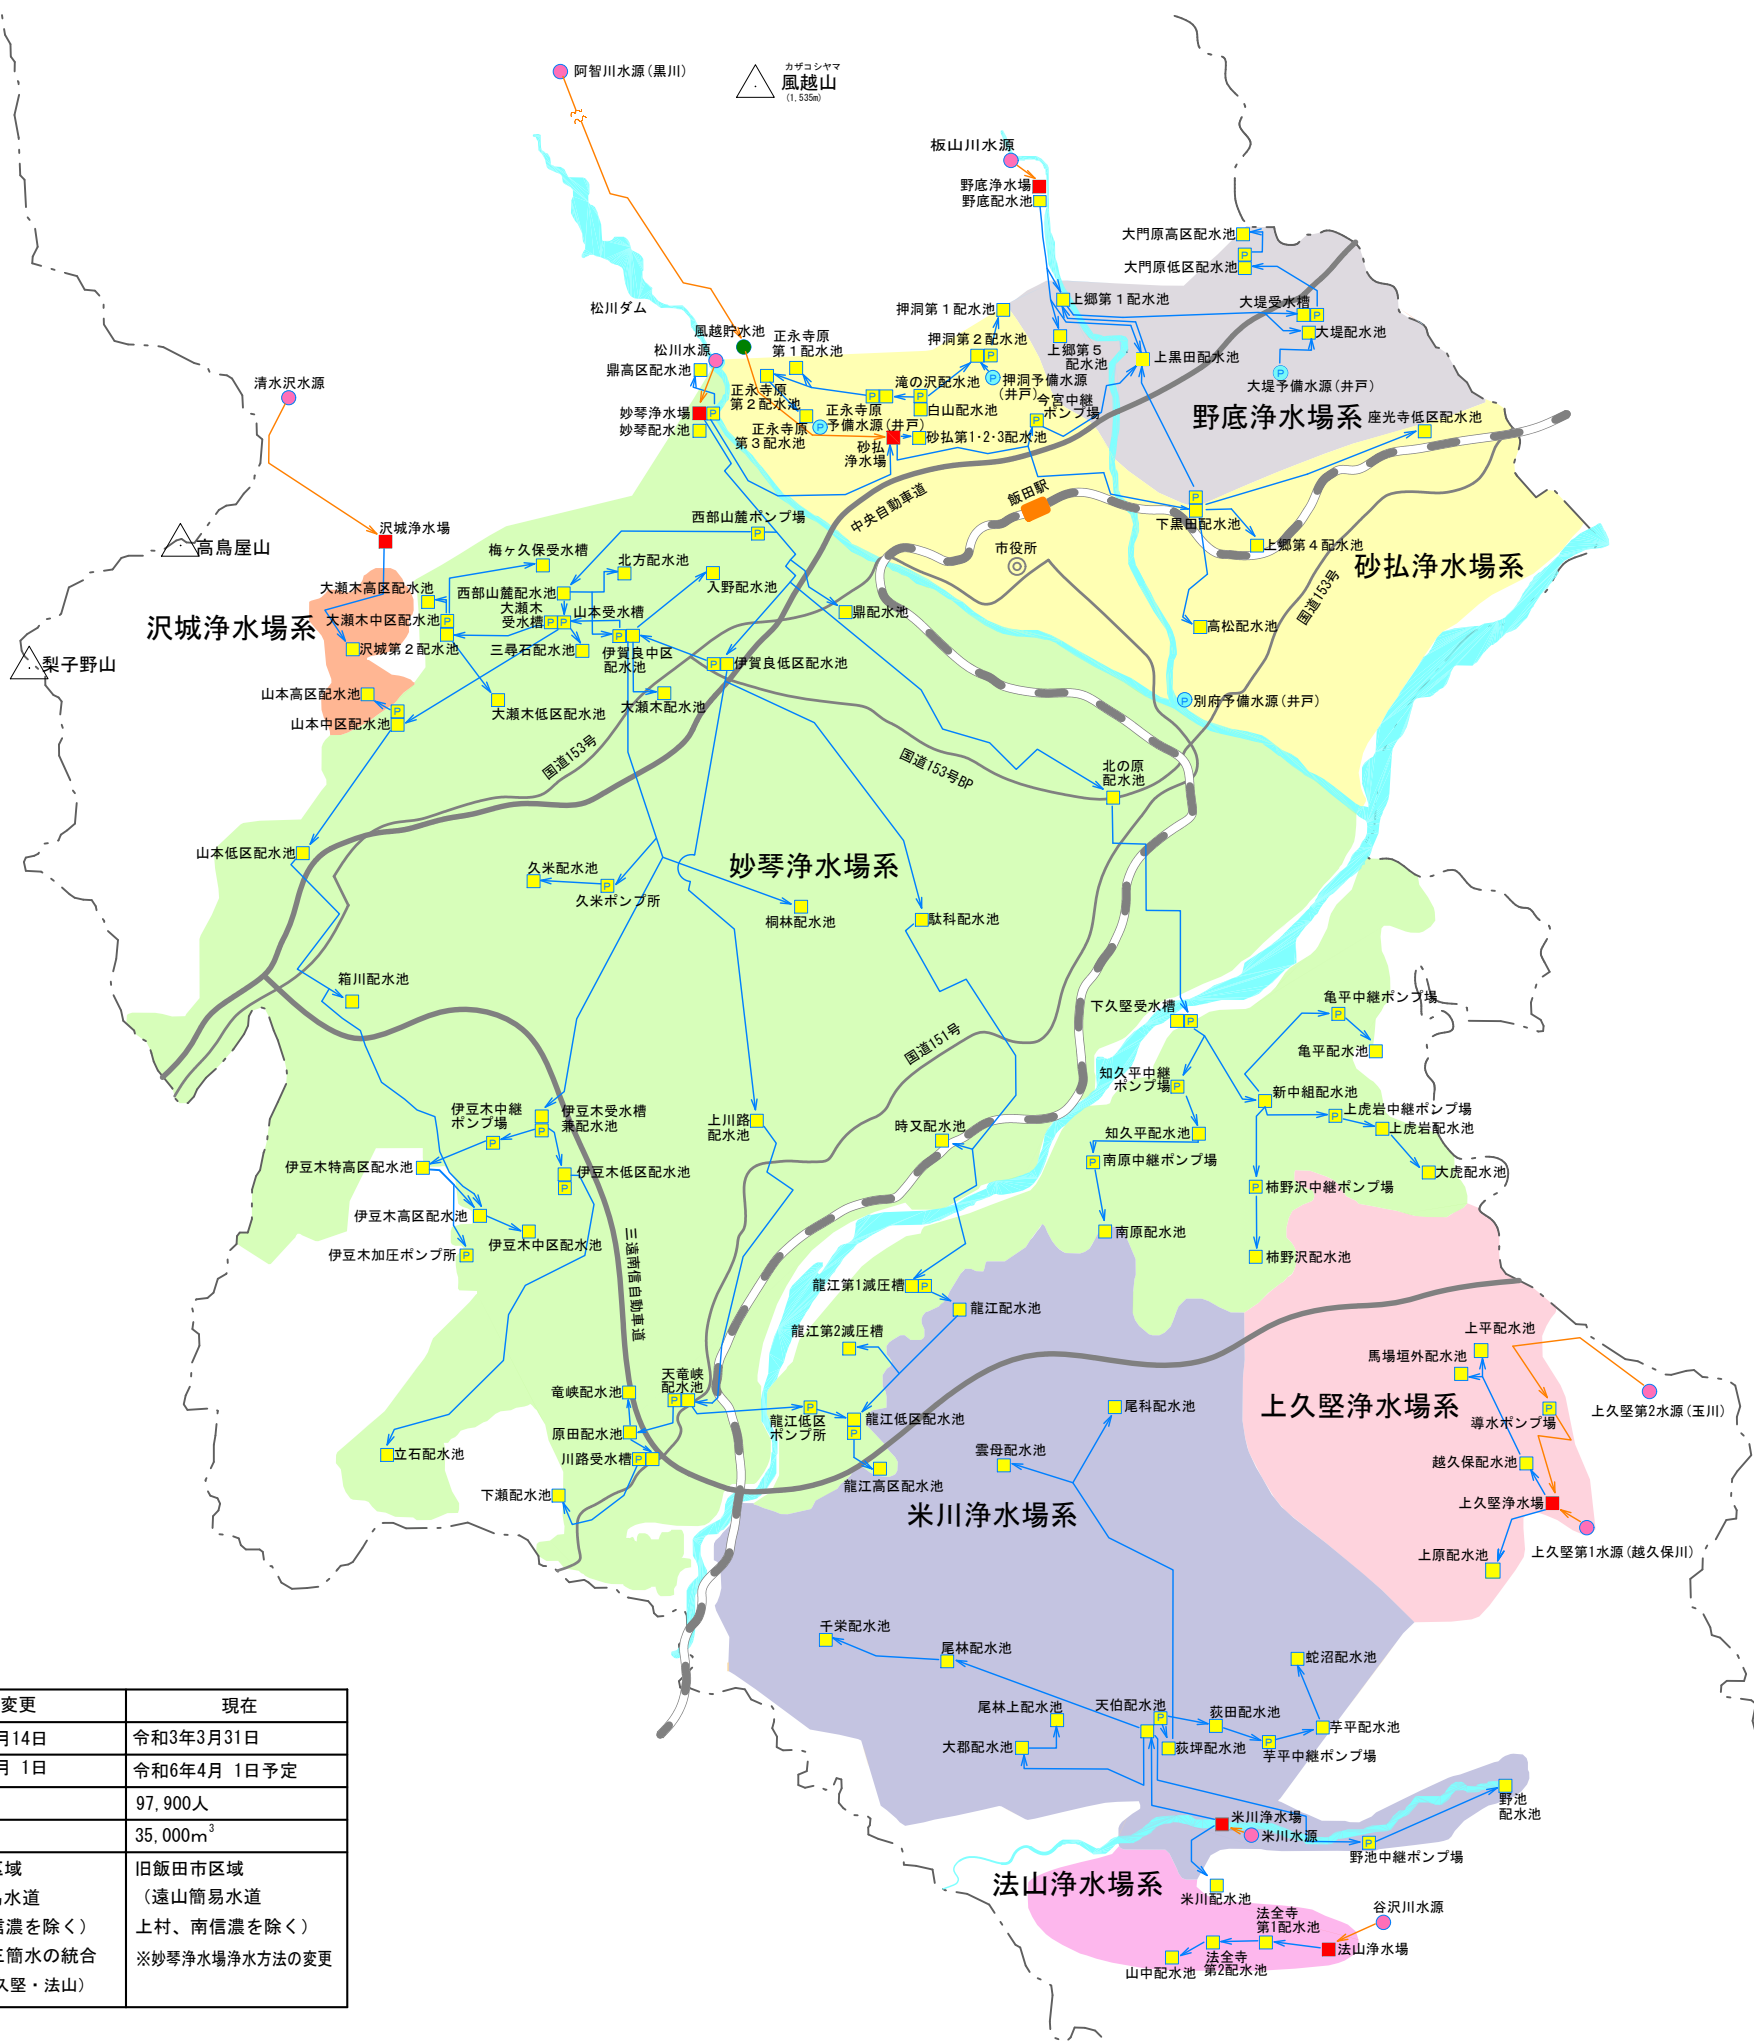 阿智川水源(黒川)
カザコシヤマ
風越山
(1,535m)
板山川水源
野底浄水場
野底配水池
大門原高区配水池
P
大門原低区配水池
松川ダム
風越貯水池
松川水源
正永寺原
第1配水池
押洞第1配水池
上郷第1配水池
大堤受水槽
P
大堤配水池
押洞第2配水池
P
上郷第5
配水池
上黒田配水池
P
大堤予備水源(井戸)
鼎高区配水池
正永寺原
第2配水池
P
滝の沢配水池
P
白山配水池
P
押洞予備水源
(井戸)
今宮中継
ポンプ場
P
野底浄水場系
座光寺低区配水池
清水沢水源
妙琴浄水場
P
妙琴配水池
正永寺原
第3配水池
P
正永寺原
予備水源(井戸)
砂払
浄水場
砂払第1･2･3配水池
中央自動車道
飯田駅
P
下黒田配水池
上郷第4配水池
沢城浄水場
高鳥屋山
西部山麓ポンプ場
P
市役所
砂払浄水場系
国道153号
梅ヶ久保受水槽
北方配水池
入野配水池
大瀬木高区配水池
西部山麓配水池
大瀬木
受水槽
P
P
山本受水槽
P
鼎配水池
高松配水池
沢城浄水場系
大瀬木中区配水池
P
沢城第2配水池
三尋石配水池
伊賀良中区
配水池
P
伊賀良低区配水池
梨子野山
山本高区配水池
P
山本中区配水池
大瀬木低区配水池
大瀬木配水池
P
別府予備水源(井戸)
国道153号
国道153号BP
北の原
配水池
山本低区配水池
妙琴浄水場系
久米配水池
P
久米ポンプ所
桐林配水池
駄科配水池
箱川配水池
下久堅受水槽
P
亀平中継ポンプ場
P
亀平配水池
国道151号
知久平中継
ポンプ場
P
新中組配水池
伊豆木中継
ポンプ場
P
伊豆木受水槽
兼配水池
P
上川路
配水池
時又配水池
知久平配水池
P
上虎岩中継ポンプ場
上虎岩配水池
伊豆木特高区配水池
伊豆木低区配水池
P
P
南原中継ポンプ場
大虎配水池
P
柿野沢中継ポンプ場
伊豆木高区配水池
伊豆木中区配水池
南原配水池
伊豆木加圧ポンプ所
P
柿野沢配水池
三遠南信自動車道
龍江第1減圧槽
P
龍江配水池
龍江第2減圧槽
上平配水池
馬場垣外配水池
竜峡配水池
天竜峡
配水池
P
P
龍江低区
ポンプ所
龍江低区配水池
P
尾科配水池
上久堅浄水場系
P
導水ポンプ場
上久堅第2水源(玉川)
原田配水池
立石配水池
川路受水槽
P
雲母配水池
越久保配水池
龍江高区配水池
下瀬配水池
米川浄水場系
上久堅浄水場
上久堅第1水源(越久保川)
上原配水池
千栄配水池
尾林配水池
蛇沼配水池
尾林上配水池
天伯配水池
P
荻田配水池
芋平配水池
大郡配水池
荻坪配水池
P
芋平中継ポンプ場
野池
配水池
米川浄水場
米川水源
P
野池中継ポンプ場
法山浄水場系
米川配水池
法全寺
第1配水池
谷沢川水源
法山浄水場
法全寺
第2配水池
山中配水池
変更
現在
月14日
令和3年3月31日
月 1日
令和6年4月 1日予定
97,900人
35,000m³
区域
旧飯田市区域
易水道
（遠山簡易水道
信濃を除く）
上村、南信濃を除く）
三簡水の統合
※妙琴浄水場浄水方法の変更
久堅・法山）